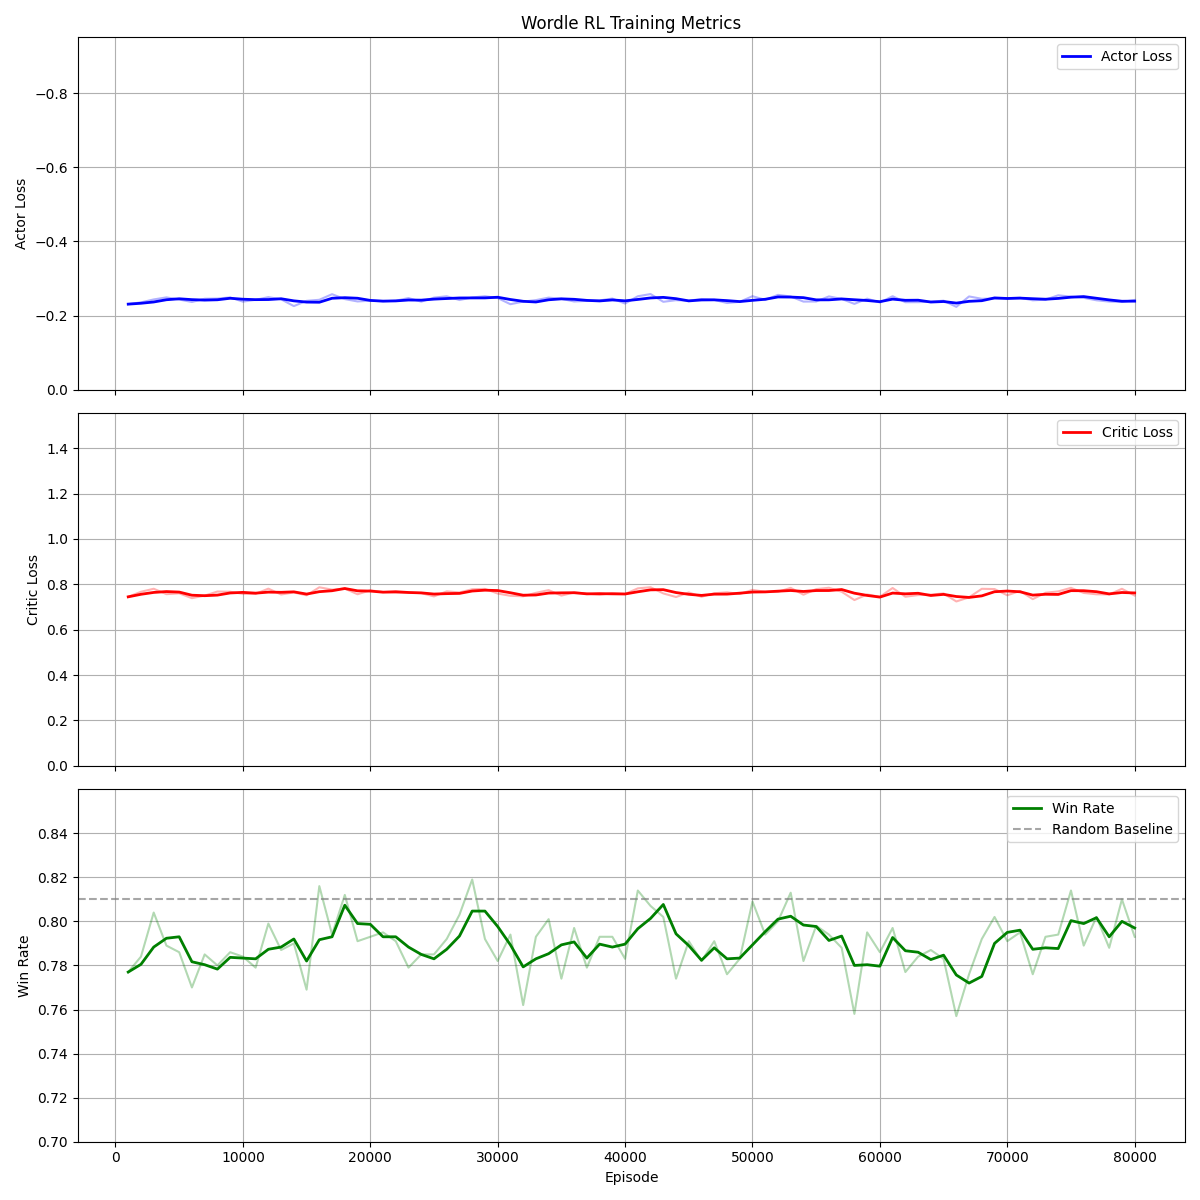 Wordle RL Training Metrics
Actor Loss
−0.8
−0.6
−0.4
−0.2
0.0
Actor Loss
Critic Loss
1.4
1.2
1.0
0.8
0.6
0.4
0.2
0.0
Critic Loss
Win Rate
Random Baseline
0.84
0.82
0.80
0.78
0.76
0.74
0.72
0.70
Win Rate
0 10000 20000 30000 40000 50000 60000 70000 80000
Episode